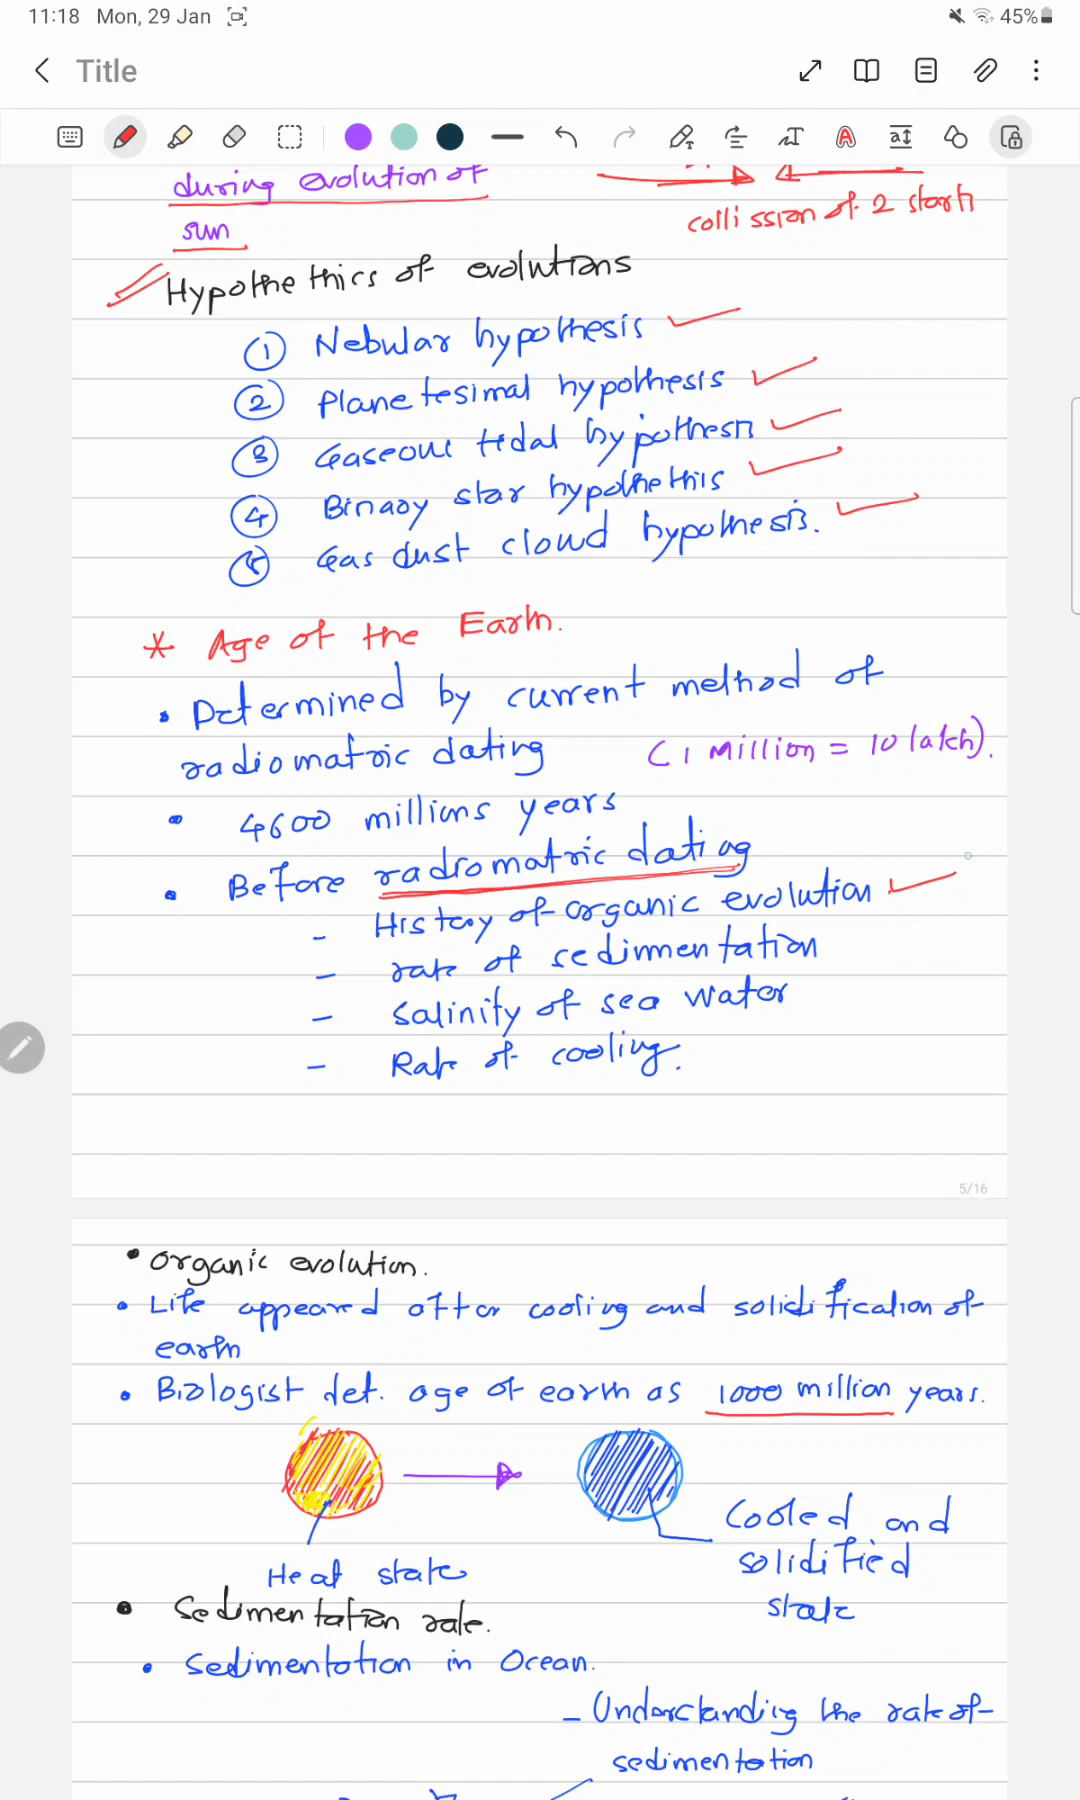 11:18 Mon, 29 Jan 45%
Title
during evolution of
sun
collission of 2 stars
Hypothethics of evolutions
1 Nebular hypothesis
2 Planetesimal hypothesis
3 Gaseous tidal hypothesis
4 Binary star hypothethis
5 Gas dust cloud hypothesis.
* Age of the Earth.
• Determined by current method of
radiomatric dating (1 Million = 10 lakh).
• 4600 millions years
• Before radiomatric dating
- History of organic evolution
- rate of sedimentation
- Salinity of sea water
- Rate of cooling.
5/16
• Organic evolution.
• Life appeared after cooling and solidification of
earth
• Biologist det. age of earth as 1000 million years.
Heat state
Cooled and
solidified
state
• Sedimentation rate.
• Sedimentation in Ocean.
- Understanding the rate of
sedimentation